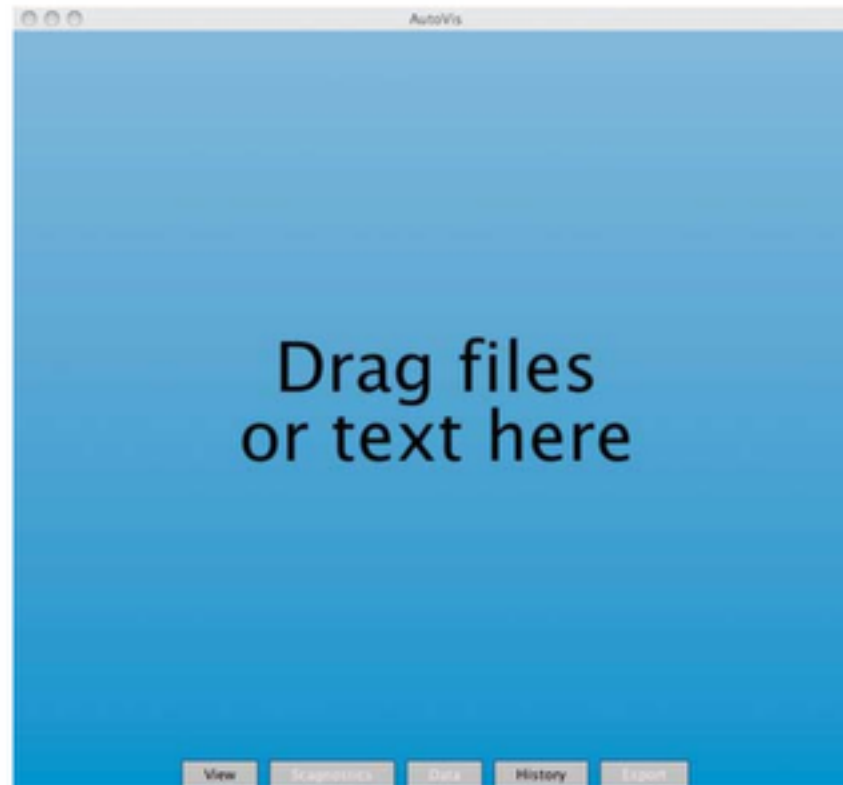 AutoVis
Drag files
or text here
View Scagnostics Data History Export